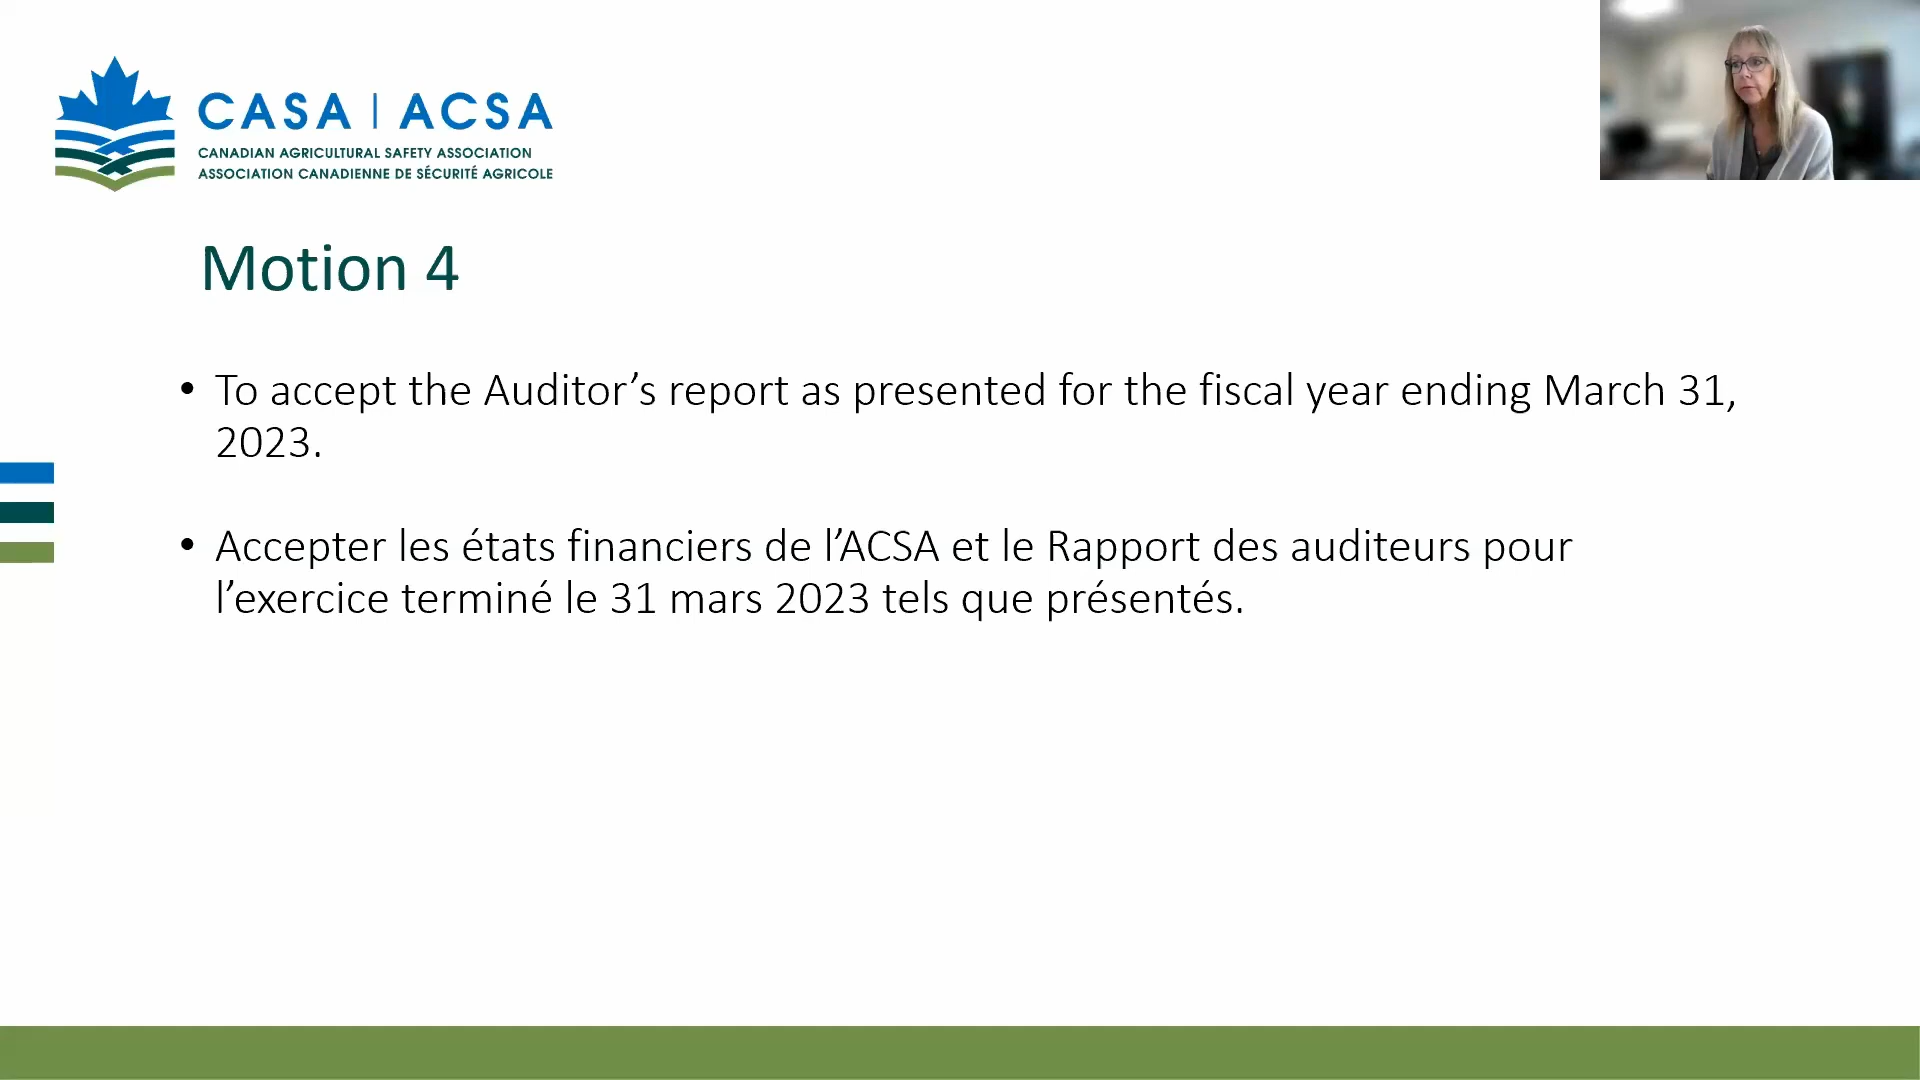 CASA | ACSA
CANADIAN AGRICULTURAL SAFETY ASSOCIATION
ASSOCIATION CANADIENNE DE SÉCURITÉ AGRICOLE
Motion 4
• To accept the Auditor’s report as presented for the fiscal year ending March 31,
2023.
• Accepter les états financiers de l’ACSA et le Rapport des auditeurs pour
l’exercice terminé le 31 mars 2023 tels que présentés.